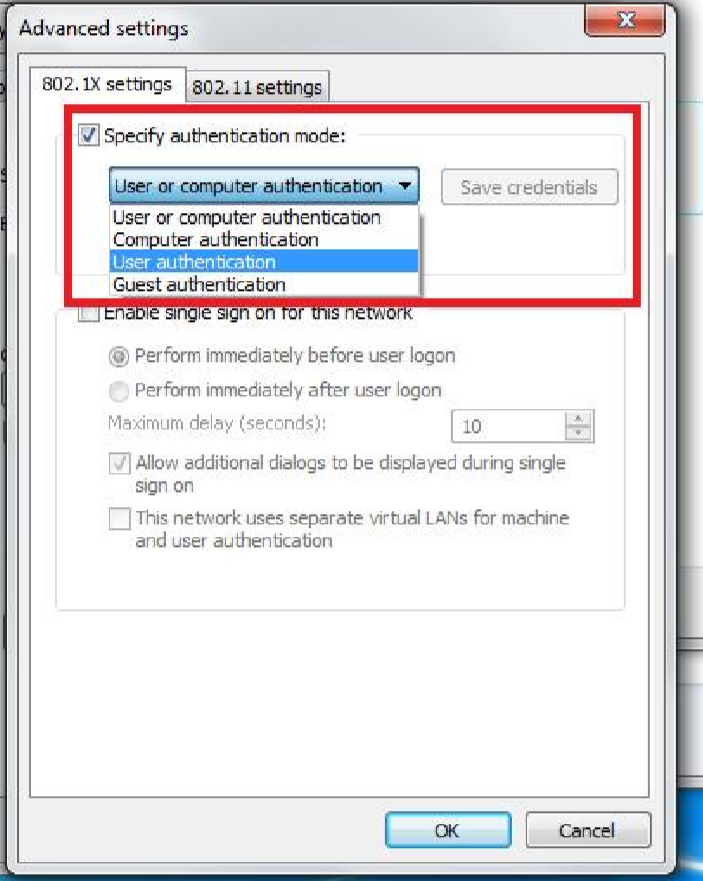 Advanced settings
802.1X settings
802.11 settings
Specify authentication mode:
User or computer authentication
Save credentials
User or computer authentication
Computer authentication
User authentication
Guest authentication
Enable single sign on for this network
Perform immediately before user logon
Perform immediately after user logon
Maximum delay (seconds):
10
Allow additional dialogs to be displayed during single
sign on
This network uses separate virtual LANs for machine
and user authentication
OK
Cancel